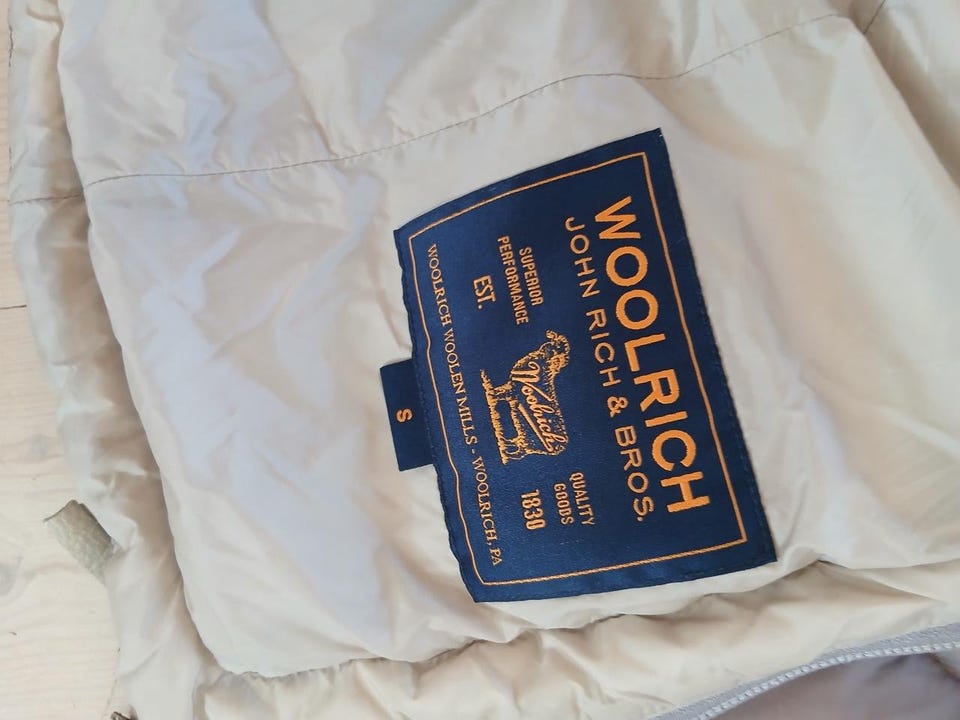 WOOLRICH
JOHN RICH & BROS.
SUPERIOR
PERFORMANCE
QUALITY
GOODS
Woolrich
EST.
1830
WOOLRICH WOOLEN MILLS - WOOLRICH, PA
S